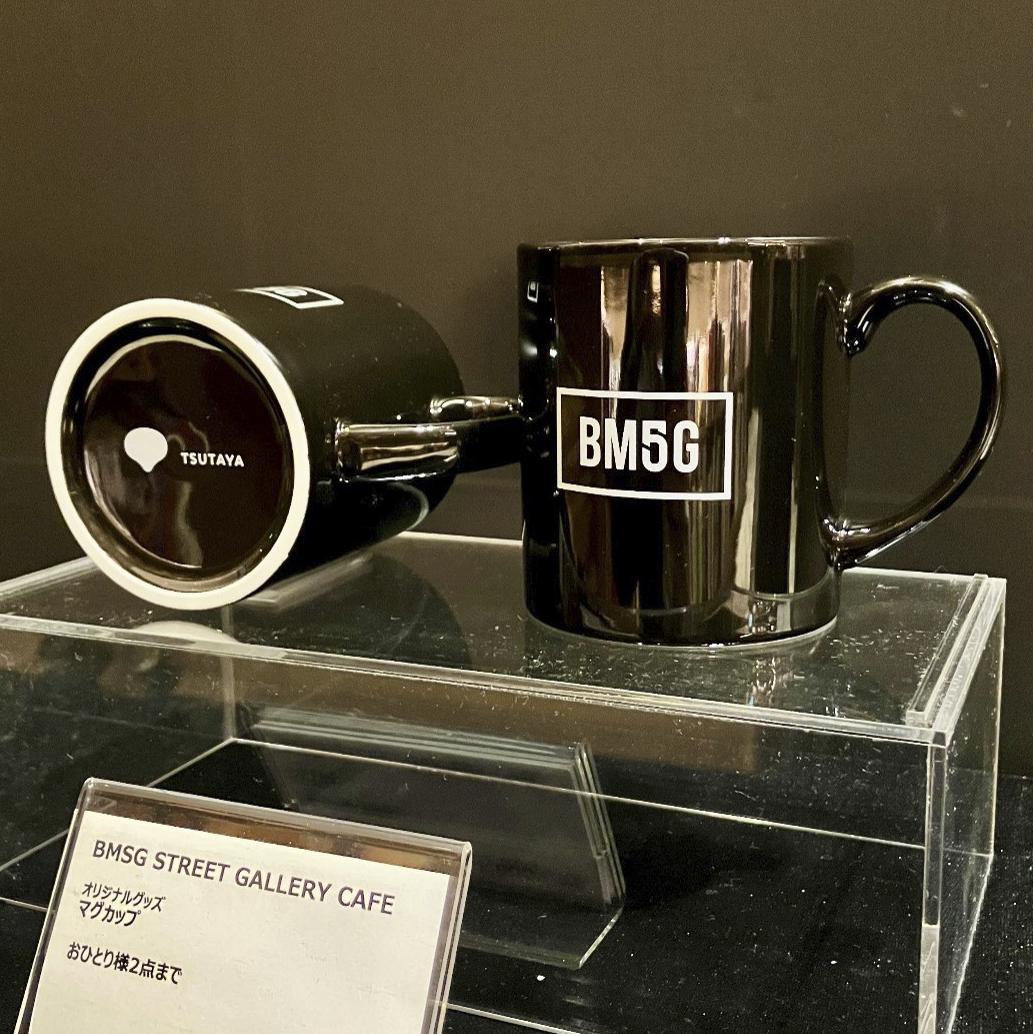 TSUTAYA
BM5G
BMSG STREET GALLERY CAFE
オリジナルグッズ
マグカップ
おひとり様2点まで